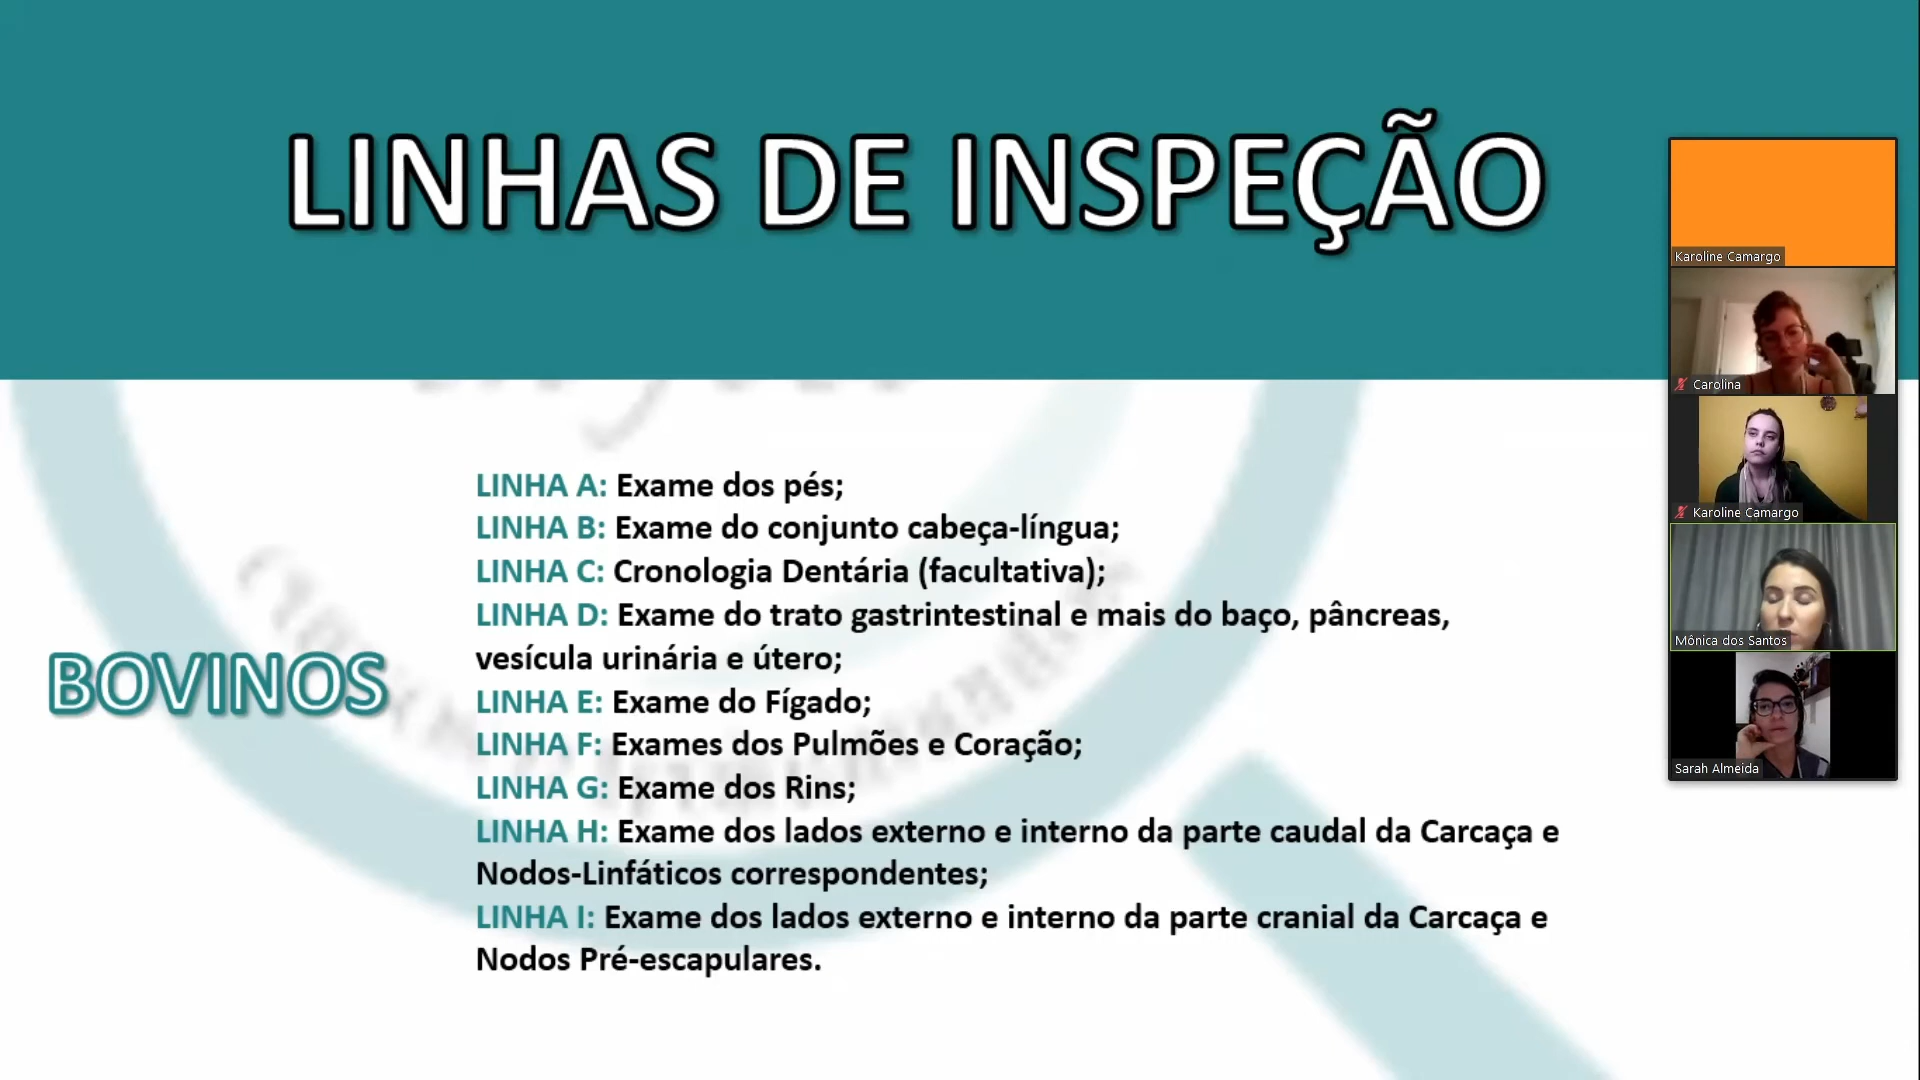 LINHAS DE INSPEÇÃO
BOVINOS
LINHA A: Exame dos pés;
LINHA B: Exame do conjunto cabeça-língua;
LINHA C: Cronologia Dentária (facultativa);
LINHA D: Exame do trato gastrintestinal e mais do baço, pâncreas,
vesícula urinária e útero;
LINHA E: Exame do Fígado;
LINHA F: Exames dos Pulmões e Coração;
LINHA G: Exame dos Rins;
LINHA H: Exame dos lados externo e interno da parte caudal da Carcaça e
Nodos-Linfáticos correspondentes;
LINHA I: Exame dos lados externo e interno da parte cranial da Carcaça e
Nodos Pré-escapulares.
Karoline Camargo
Carolina
Karoline Camargo
Mônica dos Santos
Sarah Almeida